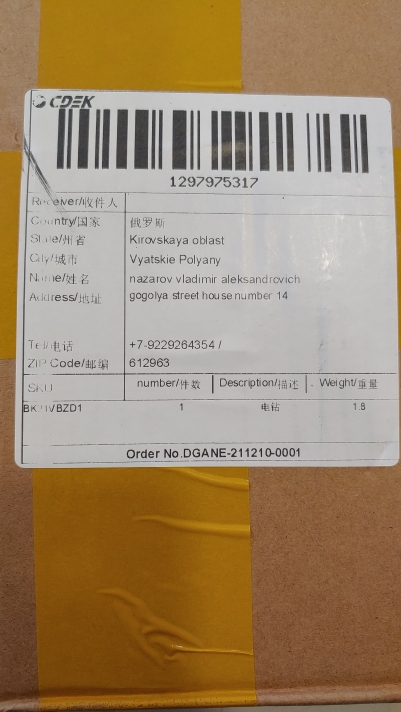 CDEK
1297975317
Receiver/收件人
Country/国家 俄罗斯
State/州省 Kirovskaya oblast
City/城市 Vyatskie Polyany
Name/姓名 nazarov vladimir aleksandrovich
Address/地址 gogolya street house number 14
Tel/电话 +7-9229264354 /
ZIP Code/邮编 612963
SKU number/件数 Description/描述 Weight/重量
1 电钻 1.6
Order No.DGANE-211210-0001